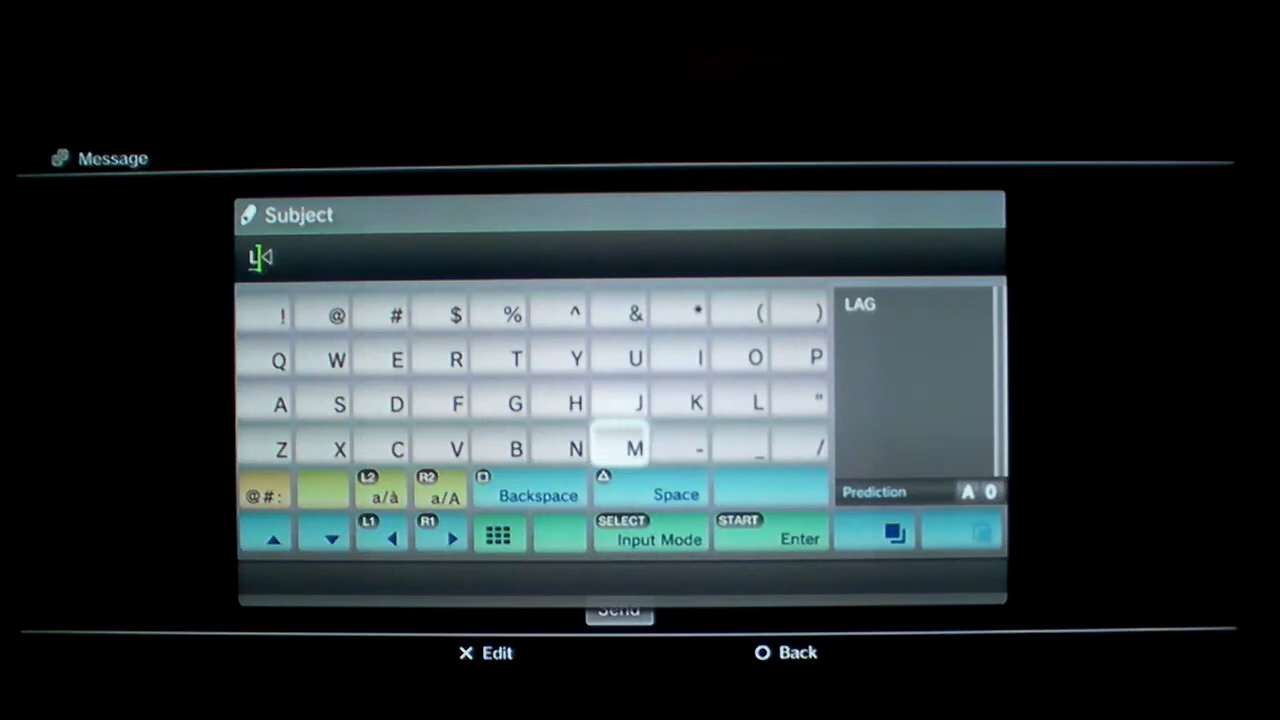 Message
Subject
L
! @ # $ % ^ & * ( )
LAG
Q W E R T Y U I O P
A S D F G H J K L "
Z X C V B N M - _ /
@#: L2 a/à R2 a/A Backspace Space
Prediction A 0
L1 R1 SELECT Input Mode START Enter
Send
Edit Back